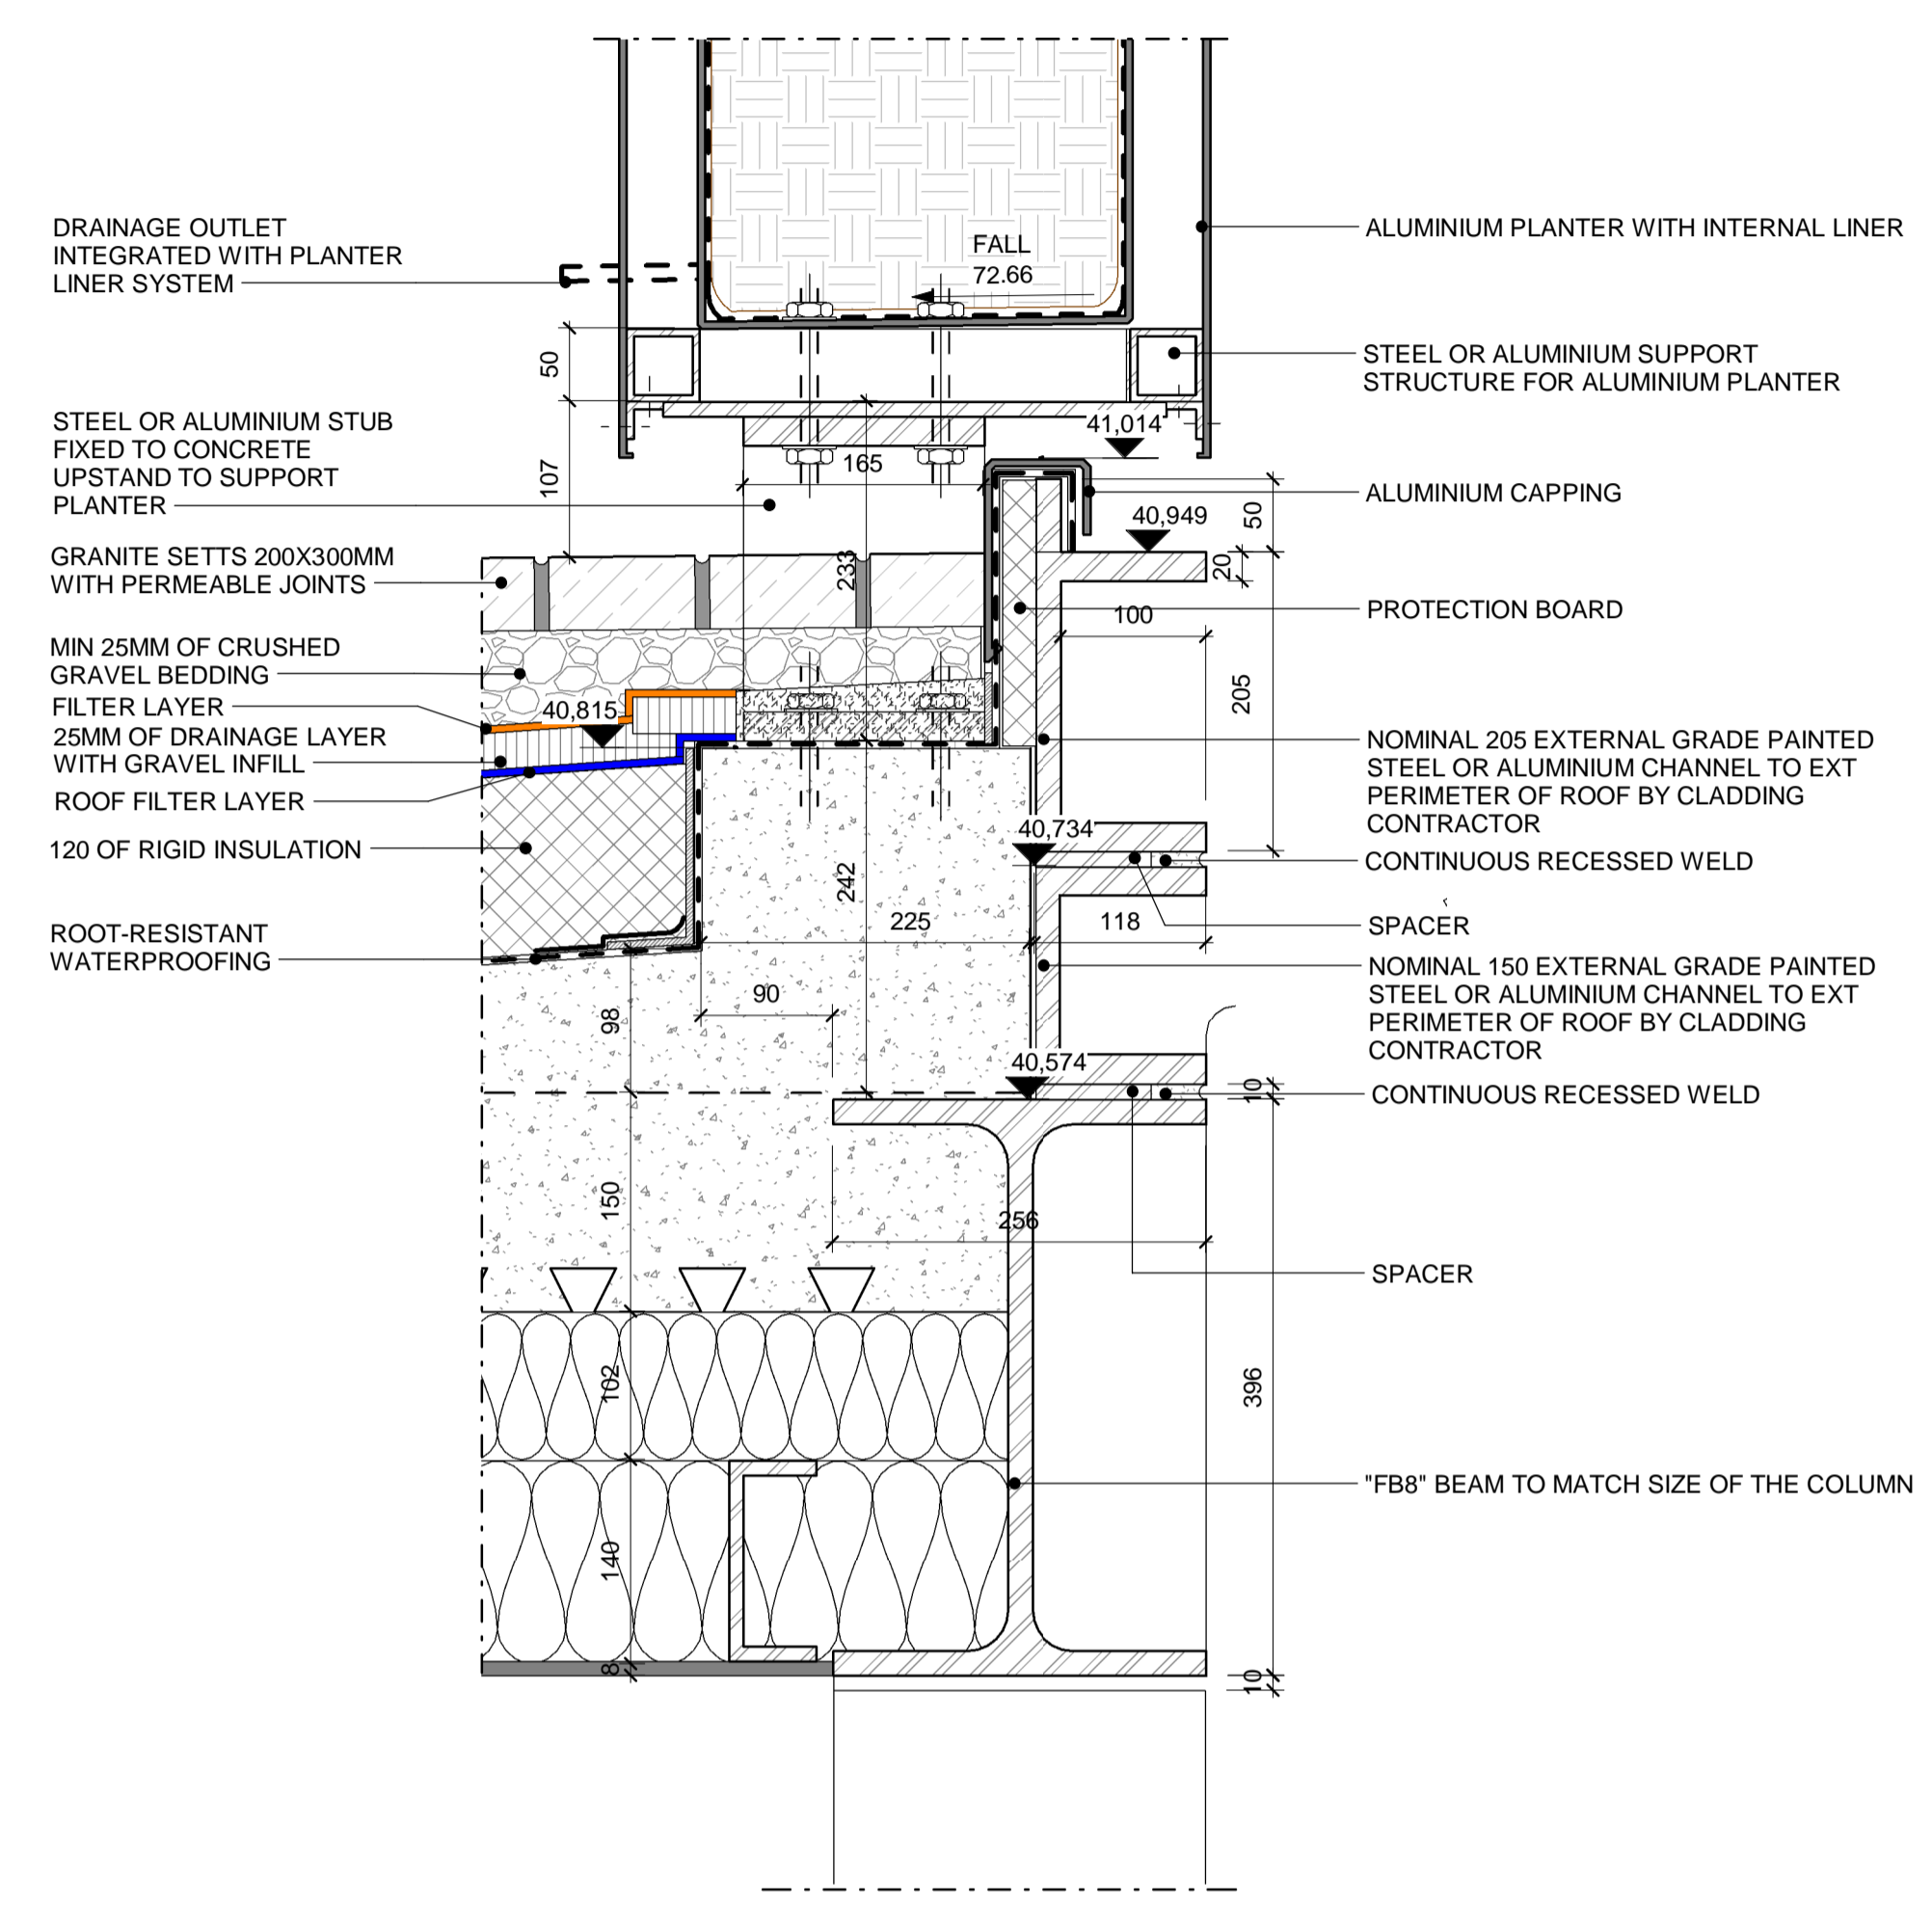 DRAINAGE OUTLET
INTEGRATED WITH PLANTER
LINER SYSTEM
STEEL OR ALUMINIUM STUB
FIXED TO CONCRETE
UPSTAND TO SUPPORT
PLANTER
GRANITE SETTS 200X300MM
WITH PERMEABLE JOINTS
MIN 25MM OF CRUSHED
GRAVEL BEDDING
FILTER LAYER
25MM OF DRAINAGE LAYER
WITH GRAVEL INFILL
ROOF FILTER LAYER
120 OF RIGID INSULATION
ROOT-RESISTANT
WATERPROOFING
FALL
72.66
50
107
165
233
41,014
40,949
50
20
100
205
40,815
40,734
242
225
118
90
98
40,574
10
150
256
102
396
140
8
10
ALUMINIUM PLANTER WITH INTERNAL LINER
STEEL OR ALUMINIUM SUPPORT
STRUCTURE FOR ALUMINIUM PLANTER
ALUMINIUM CAPPING
PROTECTION BOARD
NOMINAL 205 EXTERNAL GRADE PAINTED
STEEL OR ALUMINIUM CHANNEL TO EXT
PERIMETER OF ROOF BY CLADDING
CONTRACTOR
CONTINUOUS RECESSED WELD
SPACER
NOMINAL 150 EXTERNAL GRADE PAINTED
STEEL OR ALUMINIUM CHANNEL TO EXT
PERIMETER OF ROOF BY CLADDING
CONTRACTOR
CONTINUOUS RECESSED WELD
SPACER
"FB8" BEAM TO MATCH SIZE OF THE COLUMN